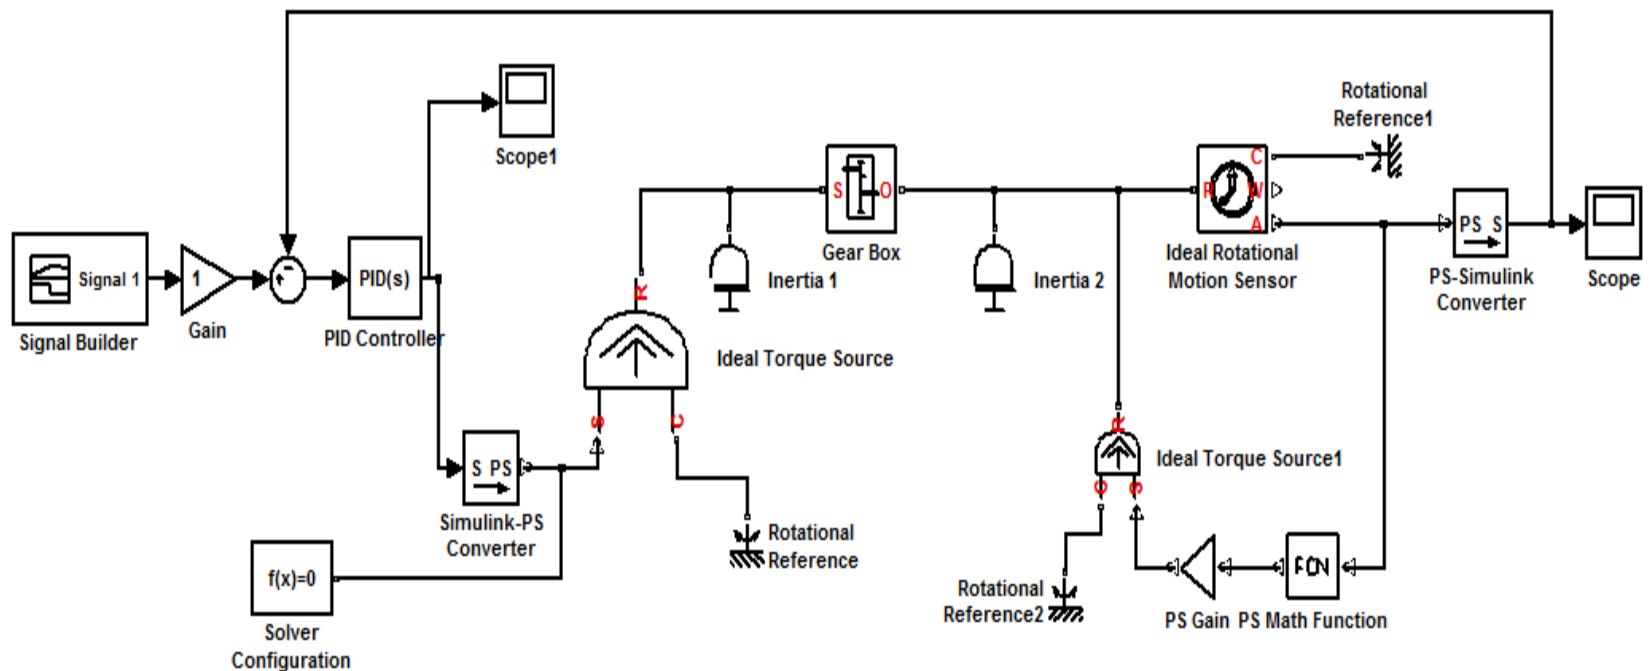 Rotational
Reference1
Scope1
C
S
O
R
W
A
PS S
Signal 1
1
PID(s)
Gear Box
Inertia 1
Inertia 2
Ideal Rotational
Motion Sensor
PS-Simulink
Converter
Scope
Signal Builder
Gain
PID Controller
R
Ideal Torque Source
S
C
R
Ideal Torque Source1
S PS
C
S
Simulink-PS
Converter
Rotational
Reference
f(x)=0
FCN
Rotational
Reference2
PS Gain
PS Math Function
Solver
Configuration